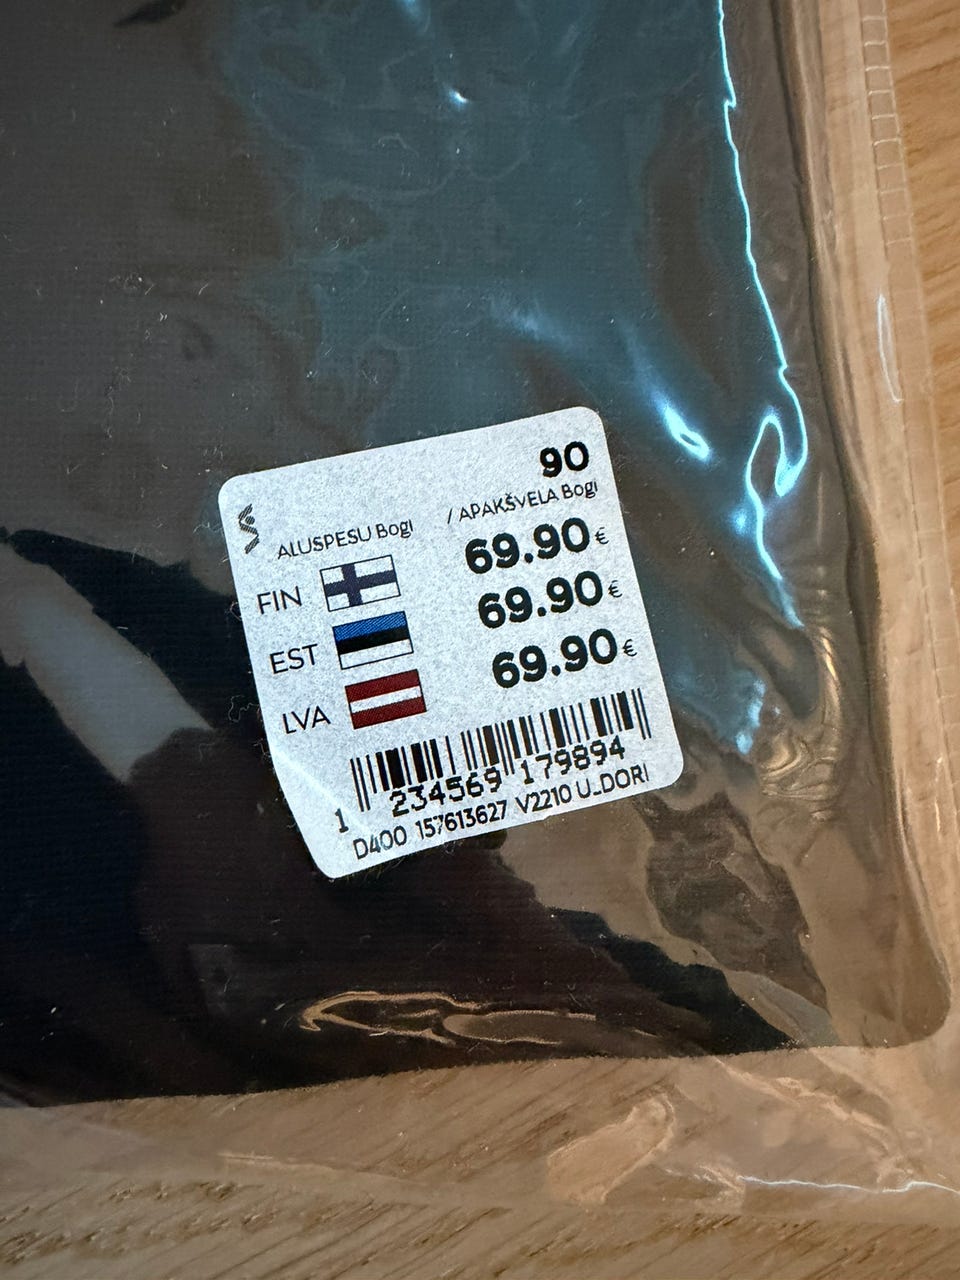 90
ALUSPESU Bogi / APAKŠVELA Bogi
FIN 69.90€
EST 69.90€
LVA 69.90€
1 234569 179894
D400 157613627 V2210 U_DORI